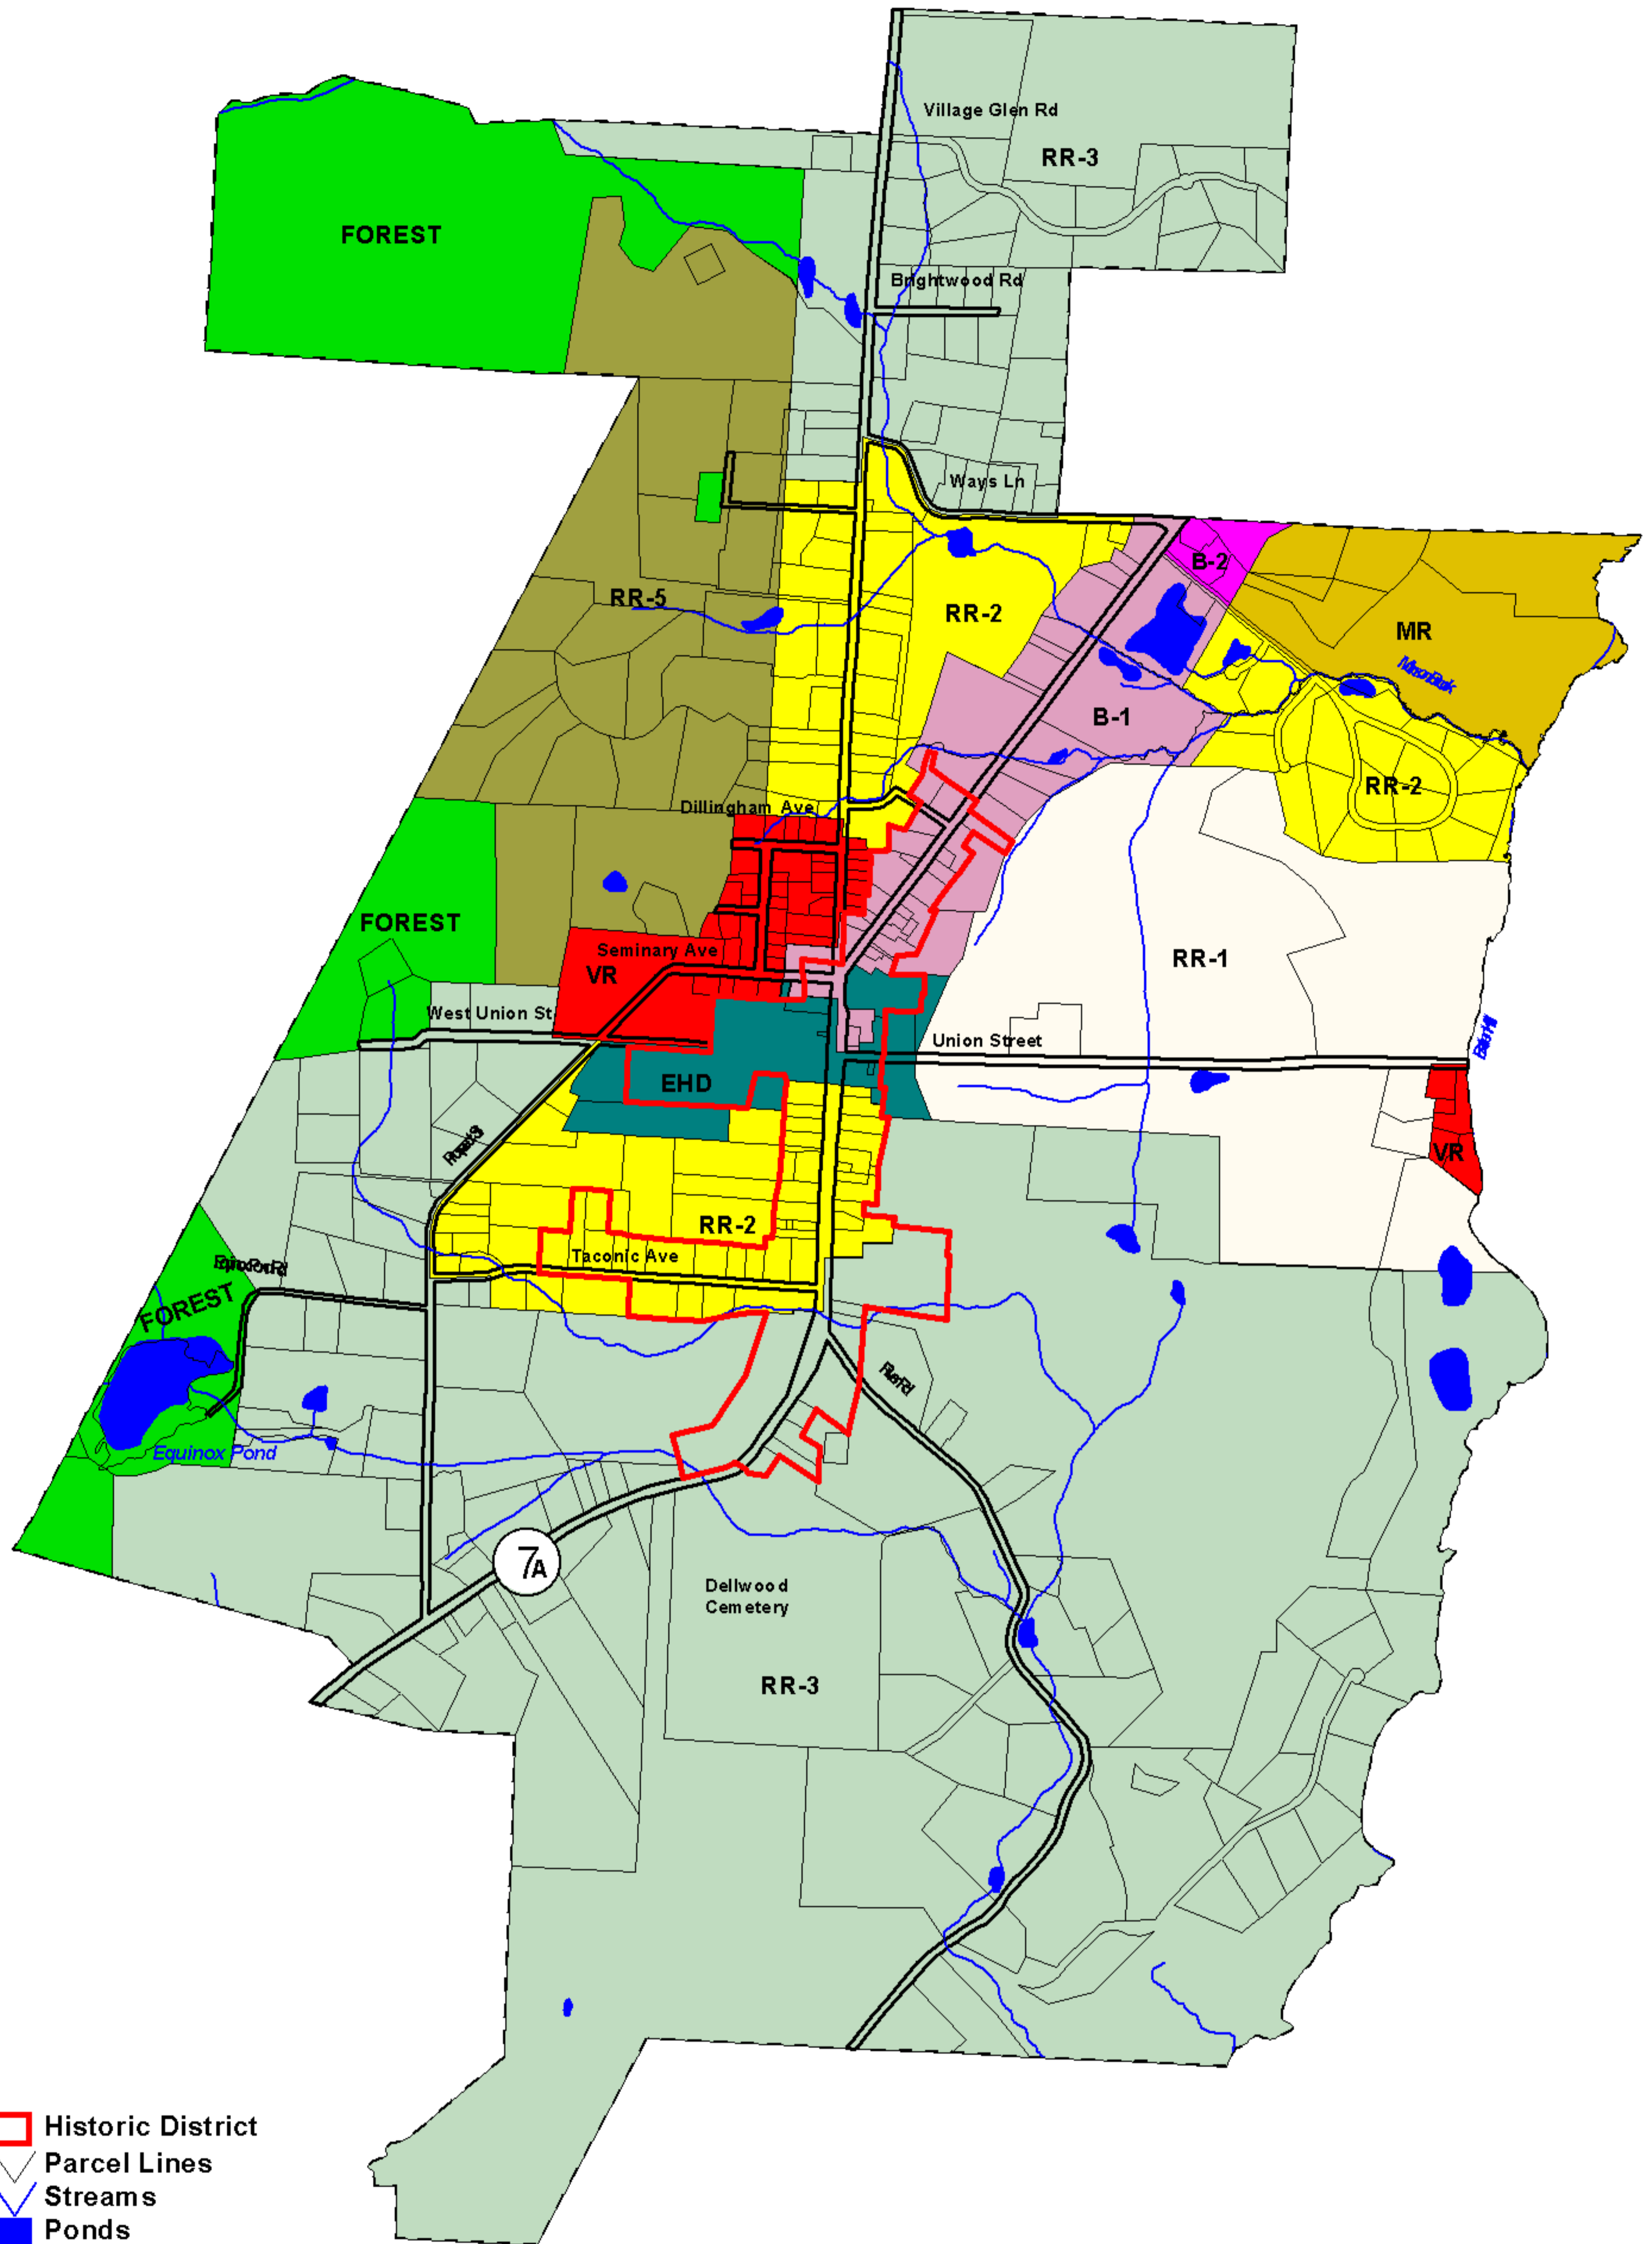 Village Glen Rd
RR-3
FOREST
Brightwood Rd
Ways Ln
B-2
RR-5
RR-2
MR
B-1
RR-2
Dillingham Ave
FOREST
Seminary Ave
RR-1
VR
West Union St
Union Street
EHD
VR
RR-2
Taconic Ave
FOREST
Equinox Pond
7A
Dellwood
Cemetery
RR-3
Historic District
Parcel Lines
Streams
Ponds